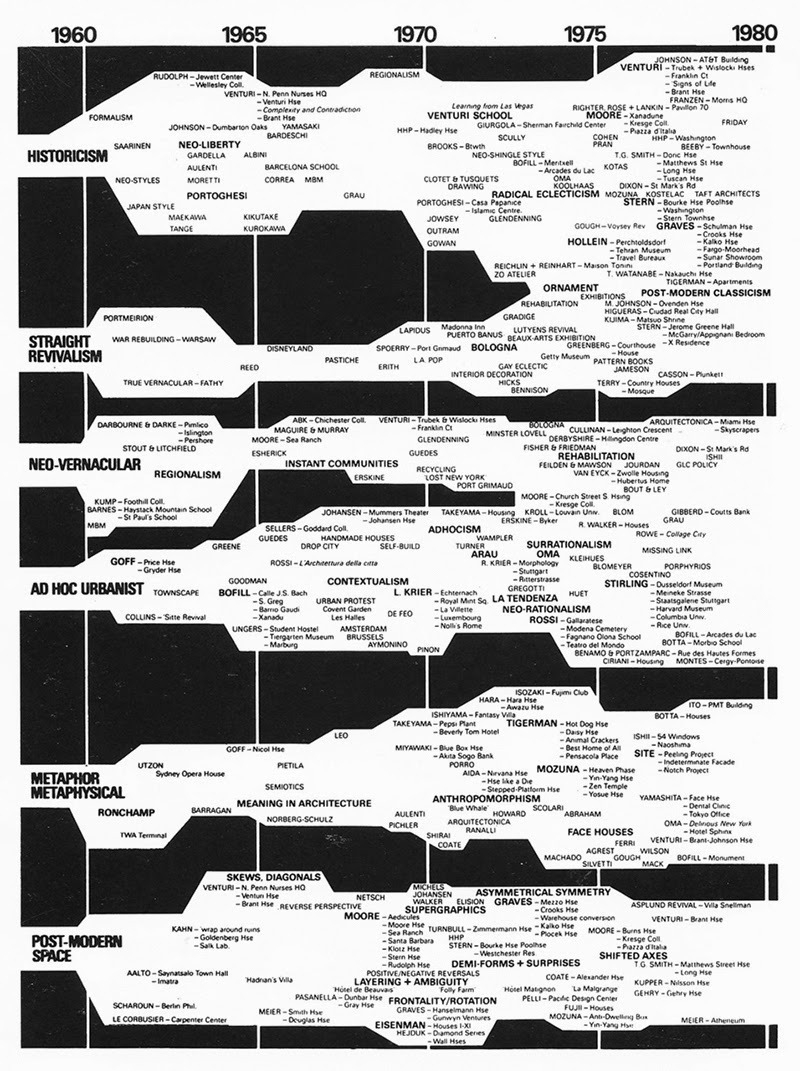 1960 1965 1970 1975 1980
HISTORICISM
FORMALISM
SAARINEN
NEO-STYLES
JAPAN STYLE
MAEKAWA
TANGE
RUDOLPH – Jewett Center
– Wellesley Coll.
VENTURI – N. Penn Nurses HQ
– Venturi Hse
– Complexity and Contradiction
– Brant Hse
JOHNSON – Dumbarton Oaks
YAMASAKI
BARDESCHI
NEO-LIBERTY
GARDELLA
ALBINI
AULENTI
BARCELONA SCHOOL
MORETTI
CORREA
MBM
PORTOGHESI
GRAU
KIKUTAKE
KUROKAWA
REGIONALISM
Learning from Las Vegas
VENTURI SCHOOL
GIURGOLA – Sherman Fairchild Center
HHP – Hadley Hse
SCULLY
BROOKS – Btwth
NEO-SHINGLE STYLE
BOFILL – Meritxell
– Arcades du Lac
CLOTET & TUSQUETS
OMA
DRAWING
KOOLHAAS
RADICAL ECLECTICISM
PORTOGHESI – Casa Papanice
– Islamic Centre.
JOWSEY
GLENDENNING
OUTRAM
GOWAN
REICHLIN + REINHART – Maison Tonini
ZO ATELIER
JOHNSON – AT&T Building
VENTURI – Trubek + Wislocki Hses
– Franklin Ct
– 'Signs of Life
– Brant Hse
FRANZEN – Morris HQ
RIGHTER, ROSE + LANKIN – Pavilion 70
MOORE – Xanadune
– Kresge Coll.
– Piazza d'Italia
FRIDAY
COHEN
PRAN
HHP – Washington
BEEBY – Townhouse
T.G. SMITH – Doric Hse
– Matthews St Hse
– Long Hse
– Tuscan Hse
KOTAS
DIXON – St Mark's Rd
MOZUNA
KOSTELAC
TAFT ARCHITECTS
STERN – Bourke Hse Poolhse
– Washington
– Stern Townhse
GOUGH – Voysey Rev
GRAVES – Schulman Hse
– Crooks Hse
– Kalko Hse
– Fargo-Moorhead
– Sunar Showroom
– Portland Building
HOLLEIN – Perchtoldsdorf
– Tehran Museum
– Travel Bureaux
T. WATANABE – Nakauchi Hse
TIGERMAN – Apartments
STRAIGHT
REVIVALISM
PORTMEIRION
WAR REBUILDING – WARSAW
TRUE VERNACULAR – FATHY
REED
DISNEYLAND
PASTICHE
LAPIDUS
Madonna Inn
PUERTO BANUS
SPOERRY – Port Grimaud
L.A. POP
ERITH
GRADIGE
ORNAMENT
EXHIBITIONS
REHABILITATION
LUTYENS REVIVAL
BEAUX-ARTS EXHIBITION
BOLOGNA
Getty Museum
GAY ECLECTIC
INTERIOR DECORATION
HICKS
BENNISON
POST-MODERN CLASSICISM
M. JOHNSON – Ovenden Hse
HIGUERAS – Ciudad Real City Hall
KIJIMA – Matsuo Shrine
STERN – Jerome Greene Hall
– McGarry/Appignani Bedroom
– X Residence
GREENBERG – Courthouse
– House
PATTERN BOOKS
JAMESON
CASSON – Plunkett
TERRY – Country Houses
– Mosque
NEO-VERNACULAR
DARBOURNE & DARKE – Pimlico
– Islington
– Pershore
STOUT & LITCHFIELD
REGIONALISM
KUMP – Foothill Coll.
BARNES – Haystack Mountain School
– St Paul's School
MBM
ABK – Chichester Coll.
MAGUIRE & MURRAY
MOORE – Sea Ranch
ESHERICK
INSTANT COMMUNITIES
ERSKINE
VENTURI – Trubek & Wislocki Hses
– Franklin Ct
GLENDENNING
GUEDES
RECYCLING
'LOST NEW YORK
PORT GRIMAUD
MINSTER LOVELL
BOLOGNA
CULLINAN – Leighton Crescent
DERBYSHIRE – Hillingdon Centre
FISHER & FRIEDMAN
REHABILITATION
FEILDEN & MAWSON
JOURDAN
VAN EYCK – Zwolle Housing
– Hubertus Home
BOUT & LEY
ARQUITECTONICA – Miami Hse
– Skyscrapers
DIXON – St Mark's Rd
ISHII
GLC POLICY
MOORE – Church Street S. Hsing
– Kresge Coll.
AD HOC URBANIST
GOFF – Price Hse
– Gryder Hse
TOWNSCAPE
COLLINS – 'Sitte Revival
GREENE
SELLERS – Goddard Coll.
GUEDES
HANDMADE HOUSES
DROP CITY
SELF-BUILD
ROSSI – L'Architettura della citta
JOHANSEN – Mummers Theater
– Johansen Hse
GOODMAN
CONTEXTUALISM
BOFILL – Calle J.S. Bach
– S. Greg
– Barrio Gaudi
– Xanadu
URBAN PROTEST
Covent Garden
Les Halles
UNGERS – Student Hostel
– Tiergarten Museum
– Marburg
AMSTERDAM
BRUSSELS
AYMONINO
DE FEO
PINON
TAKEYAMA – Housing
KROLL – Louvain Univ.
BLOM
GIBBERD – Coutts Bank
ERSKINE – Byker
R. WALKER – Houses
GRAU
ADHOCISM
WAMPLER
TURNER
SURRATIONALISM
ARAU
OMA
ROWE – Collage City
MISSING LINK
R. KRIER – Morphology
– Stuttgart
– Ritterstrasse
KLEIHUES
BLOMEYER
PORPHYRIOS
COSENTINO
GREGOTTI
L. KRIER – Echternach
– Royal Mint Sq.
– La Villette
– Luxembourg
– Nolli's Rome
LA TENDENZA
HUET
NEO-RATIONALISM
STIRLING – Dusseldorf Museum
– Meineke Strasse
– Staatsgalerie Stuttgart
– Harvard Museum
– Columbia Univ.
– Rice Univ.
ROSSI – Gallaratese
– Modena Cemetery
– Fagnano Olona School
– Teatro del Mondo
BOFILL – Arcades du Lac
BOTTA – Morbio School
BENAMO & PORTZAMPARC – Rue des Hautes Formes
CIRIANI – Housing
MONTES – Cergy-Pontoise
METAPHOR
METAPHYSICAL
UTZON
Sydney Opera House
RONCHAMP
TWA Terminal
BARRAGAN
GOFF – Nicol Hse
PIETILA
SEMIOTICS
MEANING IN ARCHITECTURE
NORBERG-SCHULZ
LEO
ISOZAKI – Fujimi Club
HARA – Hara Hse
– Awazu Hse
ISHIYAMA – Fantasy Villa
TAKEYAMA – Pepsi Plant
– Beverly Tom Hotel
TIGERMAN – Hot Dog Hse
– Daisy Hse
– Animal Crackers
– Best Home of All
– Pensacola Place
MIYAWAKI – Blue Box Hse
– Akita Sogo Bank
PORRO
AIDA – Nirvana Hse
– Hse like a Die
– Stepped-Platform Hse
MOZUNA – Heaven Phase
– Yin-Yang Hse
– Zen Temple
– Yosue Hse
ANTHROPOMORPHISM
'Blue Whale'
SCOLARI
HOWARD
ABRAHAM
AULENTI
ARQUITECTONICA
PICHLER
RANALLI
SHIRAI
COATE
BOTTA – Houses
ITO – PMT Building
ISHII – 54 Windows
– Naoshima
SITE – Peeling Project
– Indeterminate Facade
– Notch Project
YAMASHITA – Face Hse
– Dental Clinic
– Tokyo Office
OMA – Delirious New York
– Hotel Sphinx
FACE HOUSES
FERRI
VENTURI – Brant-Johnson Hse
AGREST
WILSON
MACHADO
GOUGH
SILVETTI
MACK
BOFILL – Monument
POST-MODERN
SPACE
SKEWS, DIAGONALS
VENTURI – N. Penn Nurses HQ
– Venturi Hse
– Brant Hse
REVERSE PERSPECTIVE
KAHN – 'wrap around ruins
– Goldenberg Hse
– Salk Lab.
AALTO – Saynatsalo Town Hall
– Imatra
'Hadrian's Villa
SCHAROUN – Berlin Phil.
LE CORBUSIER – Carpenter Center
NETSCH
MICHELS
JOHANSEN
WALKER
ELISION
SUPERGRAPHICS
MOORE – Aedicules
– Moore Hse
– Sea Ranch
– Santa Barbara
– Klotz Hse
– Stern Hse
– Rudolph Hse
TURNBULL – Zimmermann Hse
HHP
STERN – Bourke Hse Poolhse
– Westchester Res
ASYMMETRICAL SYMMETRY
GRAVES – Mezzo Hse
– Crooks Hse
– Warehouse conversion
– Kalko Hse
– Plocek Hse
DEMI-FORMS + SURPRISES
POSITIVE/NEGATIVE REVERSALS
LAYERING + AMBIGUITY
'Hôtel de Beauvais'
'Folly Farm'
'Hôtel Matignon
'La Malgrange
PASANELLA – Dunbar Hse
– Gray Hse
MEIER – Smith Hse
– Douglas Hse
FRONTALITY/ROTATION
GRAVES – Hanselmann Hse
– Gunwyn Ventures
EISENMAN – Houses I-XI
HEJDUK – Diamond Series
– Wall Hses
ASPLUND REVIVAL – Villa Snellman
VENTURI – Brant Hse
MOORE – Burns Hse
– Kresge Coll.
– Piazza d'Italia
SHIFTED AXES
T G SMITH – Matthews Street Hse
– Long Hse
COATE – Alexander Hse
KUPPER – Nilsson Hse
PELLI – Pacific Design Center
GEHRY – Gehry Hse
FUJII – Houses
MOZUNA – Anti-Dwelling Box
– Yin-Yang Hse
MEIER – Atheneum